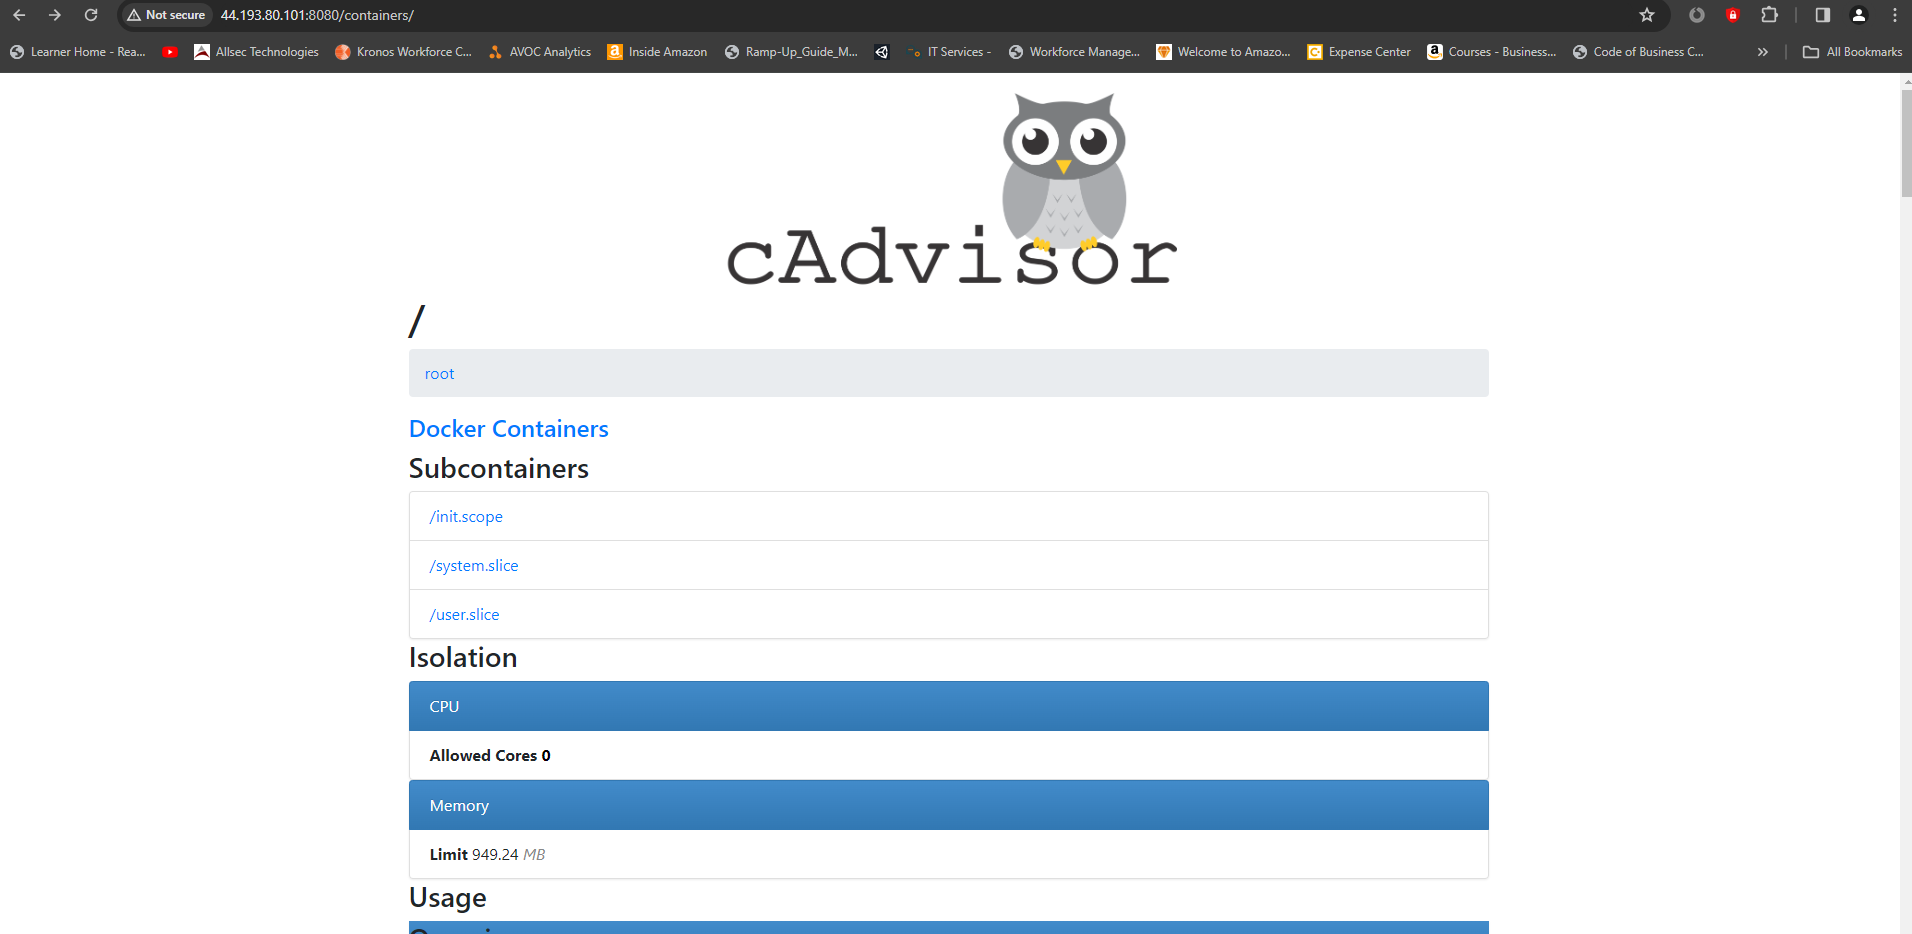 Not secure 44.193.80.101:8080/containers/
Learner Home - Rea... Allsec Technologies Kronos Workforce C... AVOC Analytics Inside Amazon Ramp-Up_Guide_M... IT Services - Workforce Manage... Welcome to Amazo... Expense Center Courses - Business... Code of Business C... » All Bookmarks
cAdvisor
/
root
Docker Containers
Subcontainers
/init.scope
/system.slice
/user.slice
Isolation
CPU
Allowed Cores 0
Memory
Limit 949.24 MB
Usage